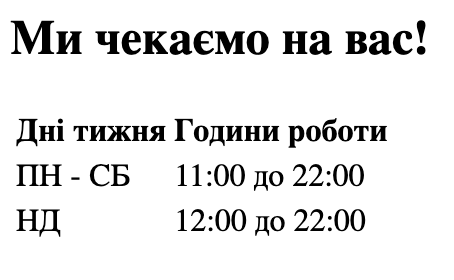 Ми чекаємо на вас!
Дні тижня Години роботи
ПН - СБ 11:00 до 22:00
НД 12:00 до 22:00